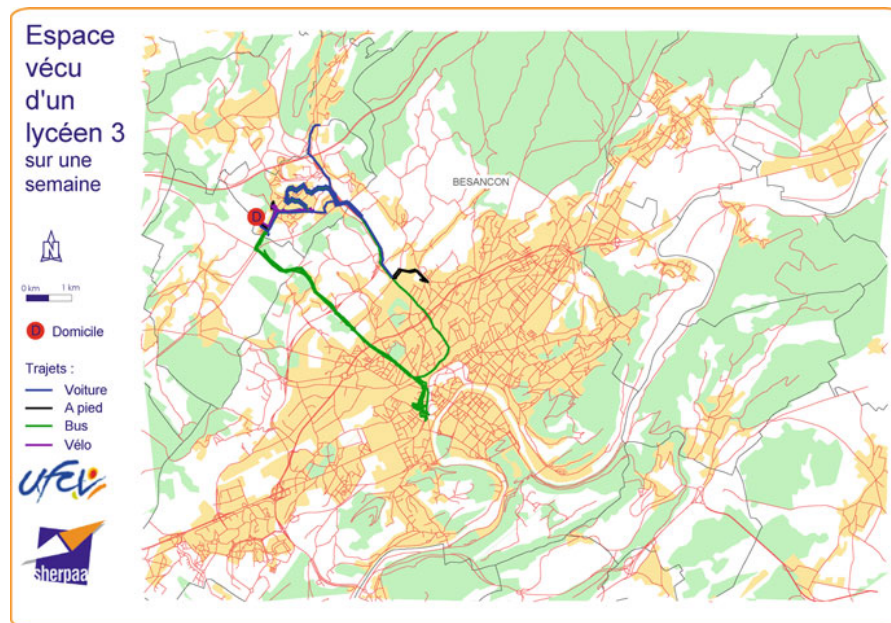 Espace
vécu
d'un
lycéen 3
sur une
semaine
N
0 km 1 km
D Domicile
Trajets :
Voiture
A pied
Bus
Vélo
ufcv
sherpaa
BESANCON
D